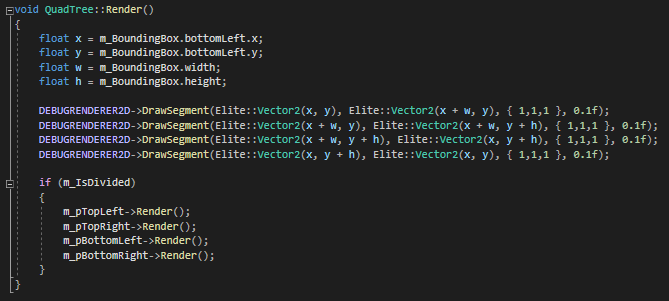 void QuadTree::Render()
{
    float x = m_BoundingBox.bottomLeft.x;
    float y = m_BoundingBox.bottomLeft.y;
    float w = m_BoundingBox.width;
    float h = m_BoundingBox.height;

    DEBUGRENDERER2D->DrawSegment(Elite::Vector2(x, y), Elite::Vector2(x + w, y), { 1,1,1 }, 0.1f);
    DEBUGRENDERER2D->DrawSegment(Elite::Vector2(x + w, y), Elite::Vector2(x + w, y + h), { 1,1,1 }, 0.1f);
    DEBUGRENDERER2D->DrawSegment(Elite::Vector2(x + w, y + h), Elite::Vector2(x, y + h), { 1,1,1 }, 0.1f);
    DEBUGRENDERER2D->DrawSegment(Elite::Vector2(x, y + h), Elite::Vector2(x, y), { 1,1,1 }, 0.1f);

    if (m_IsDivided)
    {
        m_pTopLeft->Render();
        m_pTopRight->Render();
        m_pBottomLeft->Render();
        m_pBottomRight->Render();
    }
}